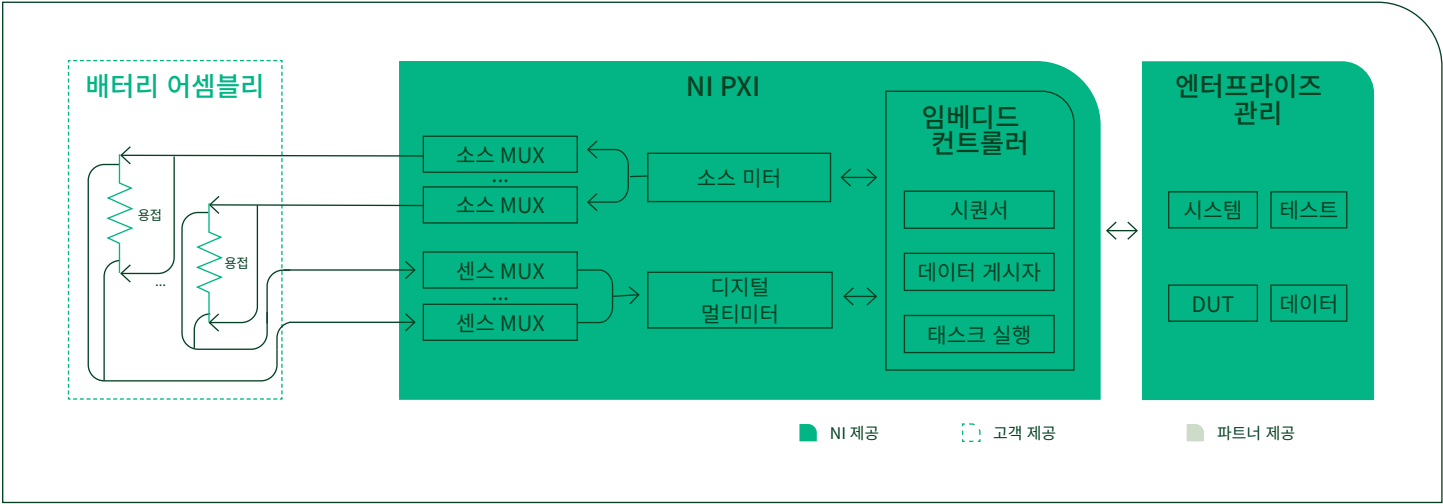 배터리 어셈블리
용접
용접
...
NI PXI
소스 MUX
...
소스 MUX
센스 MUX
...
센스 MUX
소스 미터
디지털
멀티미터
임베디드
컨트롤러
시퀀서
데이터 게시자
태스크 실행
엔터프라이즈
관리
시스템
테스트
DUT
데이터
NI 제공
고객 제공
파트너 제공